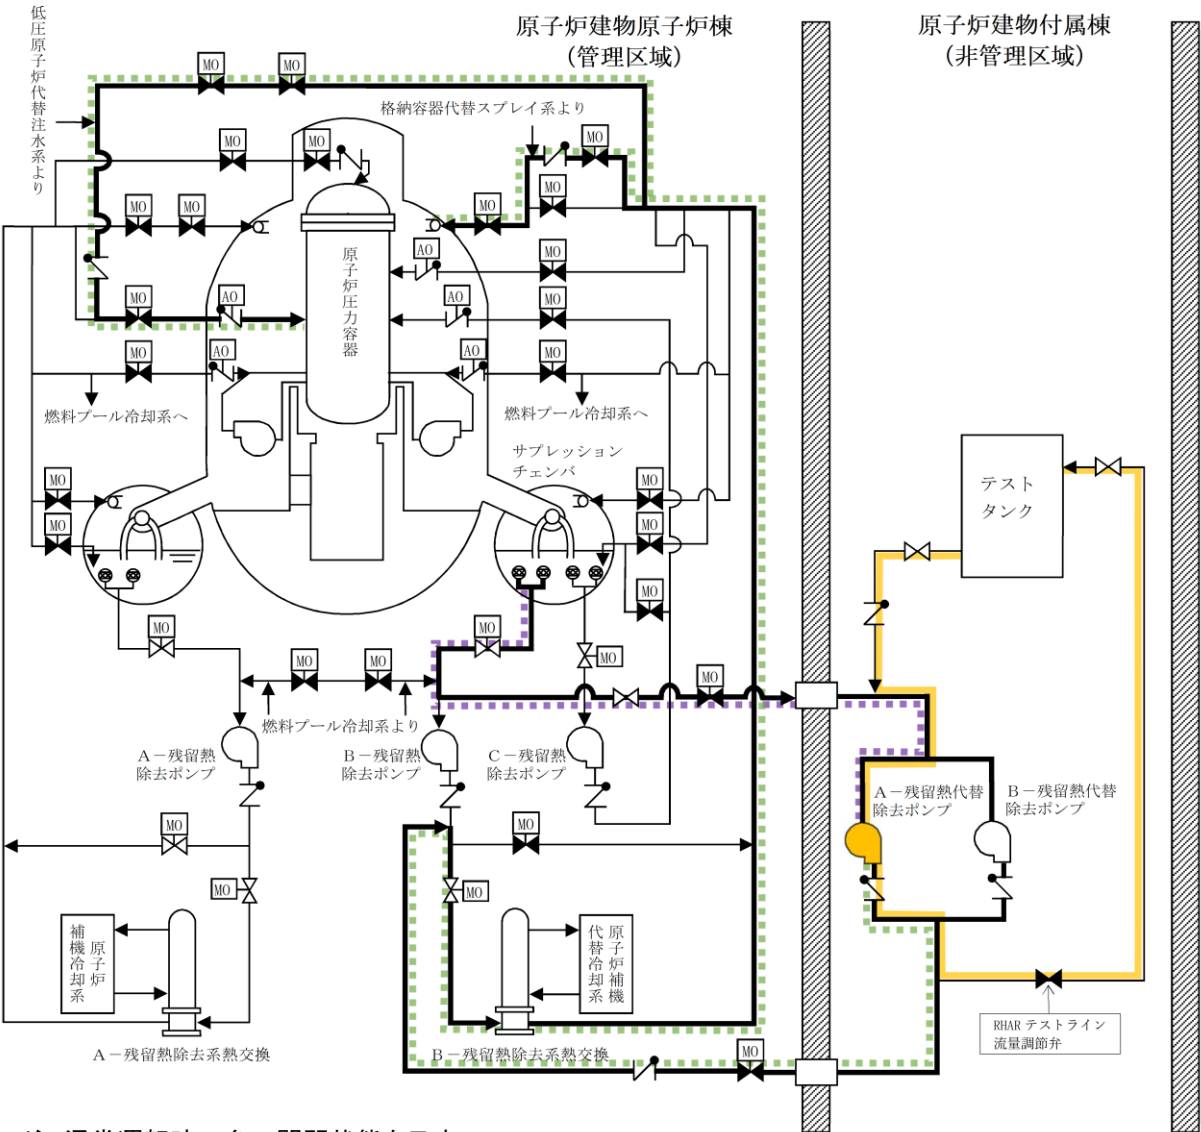 原子炉建物原子炉棟
（管理区域）
原子炉建物付属棟
（非管理区域）
低圧原子炉代替注水系より
MO
MO
格納容器代替スプレイ系より
MO
MO
MO
MO
MO
MO
MO
AO
MO
原子炉圧力容器
MO
AO
AO
MO
MO
AO
AO
MO
燃料プール冷却系へ
燃料プール冷却系へ
サプレッション
チェンバ
テスト
タンク
MO
MO
MO
MO
MO
MO
MO
MO
MO
MO
MO
燃料プール冷却系より
A－残留熱
除去ポンプ
B－残留熱
除去ポンプ
C－残留熱
除去ポンプ
A－残留熱代替
除去ポンプ
B－残留熱代替
除去ポンプ
MO
MO
MO
MO
原子炉
補機冷却系
原子炉補機
代替冷却系
RHAR テストライン
流量調節弁
A－残留熱除去系熱交換
B－残留熱除去系熱交換
MO